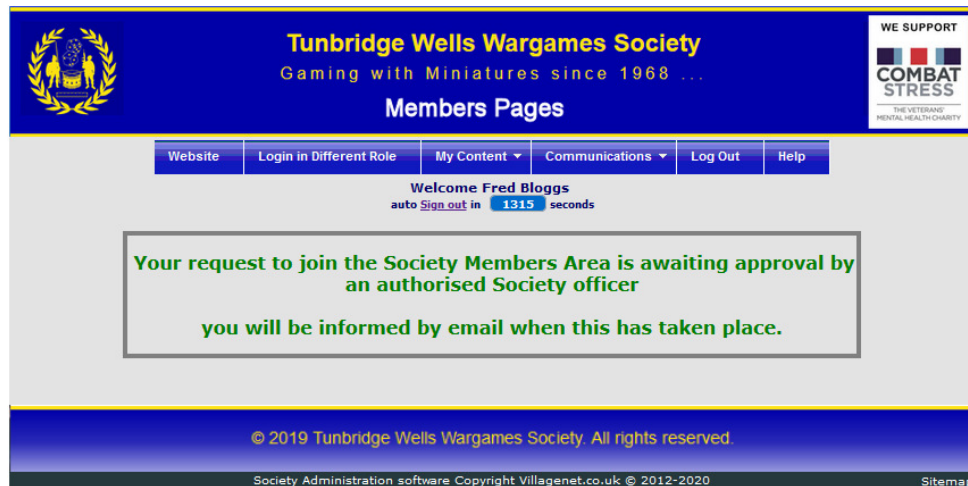 Tunbridge Wells Wargames Society
Gaming with Miniatures since 1968 ...
Members Pages
WE SUPPORT
COMBAT
STRESS
THE VETERANS'
MENTAL HEALTH CHARITY
Website Login in Different Role My Content Communications Log Out Help
Welcome Fred Bloggs
auto Sign out in 1315 seconds
Your request to join the Society Members Area is awaiting approval by
an authorised Society officer
you will be informed by email when this has taken place.
© 2019 Tunbridge Wells Wargames Society. All rights reserved.
Society Administration software Copyright Villagenet.co.uk © 2012-2020
Sitemap